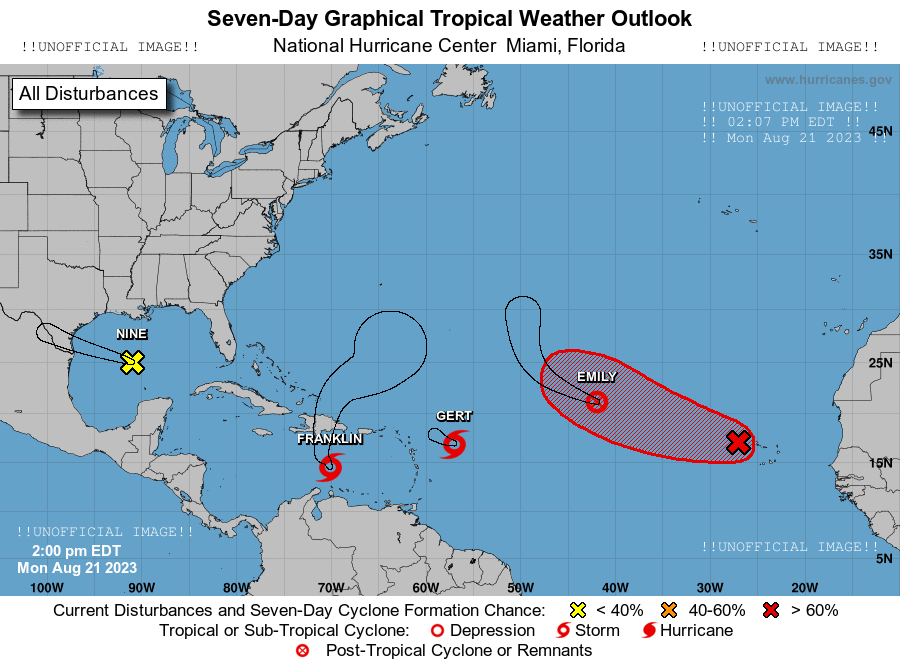 Seven-Day Graphical Tropical Weather Outlook
!!UNOFFICIAL IMAGE!! National Hurricane Center Miami, Florida !!UNOFFICIAL IMAGE!!
All Disturbances
www.hurricanes.gov
!!UNOFFICIAL IMAGE!!
!! 02:07 PM EDT !!
!! Mon Aug 21 2023 !!
45N
35N
NINE
25N
EMILY
GERT
FRANKLIN
15N
!!UNOFFICIAL IMAGE!!
2:00 pm EDT
!!UNOFFICIAL IMAGE!!
5N
Mon Aug 21 2023
100W 90W 80W 70W 60W 50W 40W 30W 20W
Current Disturbances and Seven-Day Cyclone Formation Chance: < 40% 40-60% > 60%
Tropical or Sub-Tropical Cyclone: Depression Storm Hurricane
Post-Tropical Cyclone or Remnants